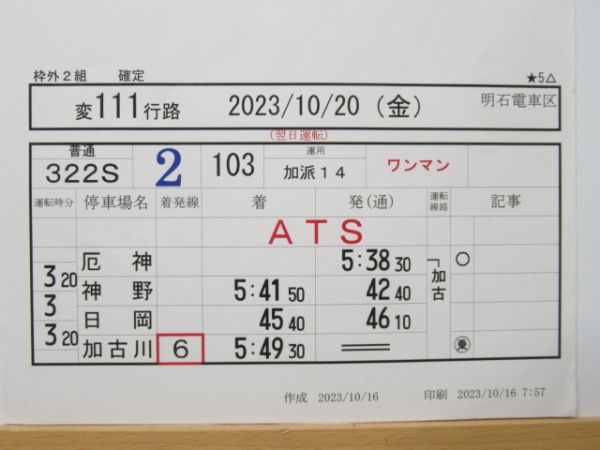 枠外２組 確定 ★5△
変111行路 2023/10/20（金） 明石電車区
（翌日運転）
普通 運用
322S 2 103 加派１４ ワンマン
運転時分 停車場名 着発線 着 発(通) 運転線路 記事
ＡＴＳ
厄神 5:38 30 「加古 ○
3 20
神野 5:41 50 42 40
3
日岡 45 40 46 10
3 20
加古川 6 5:49 30 ═══ ㊝
作成 2023/10/16 印刷 2023/10/16 7:57